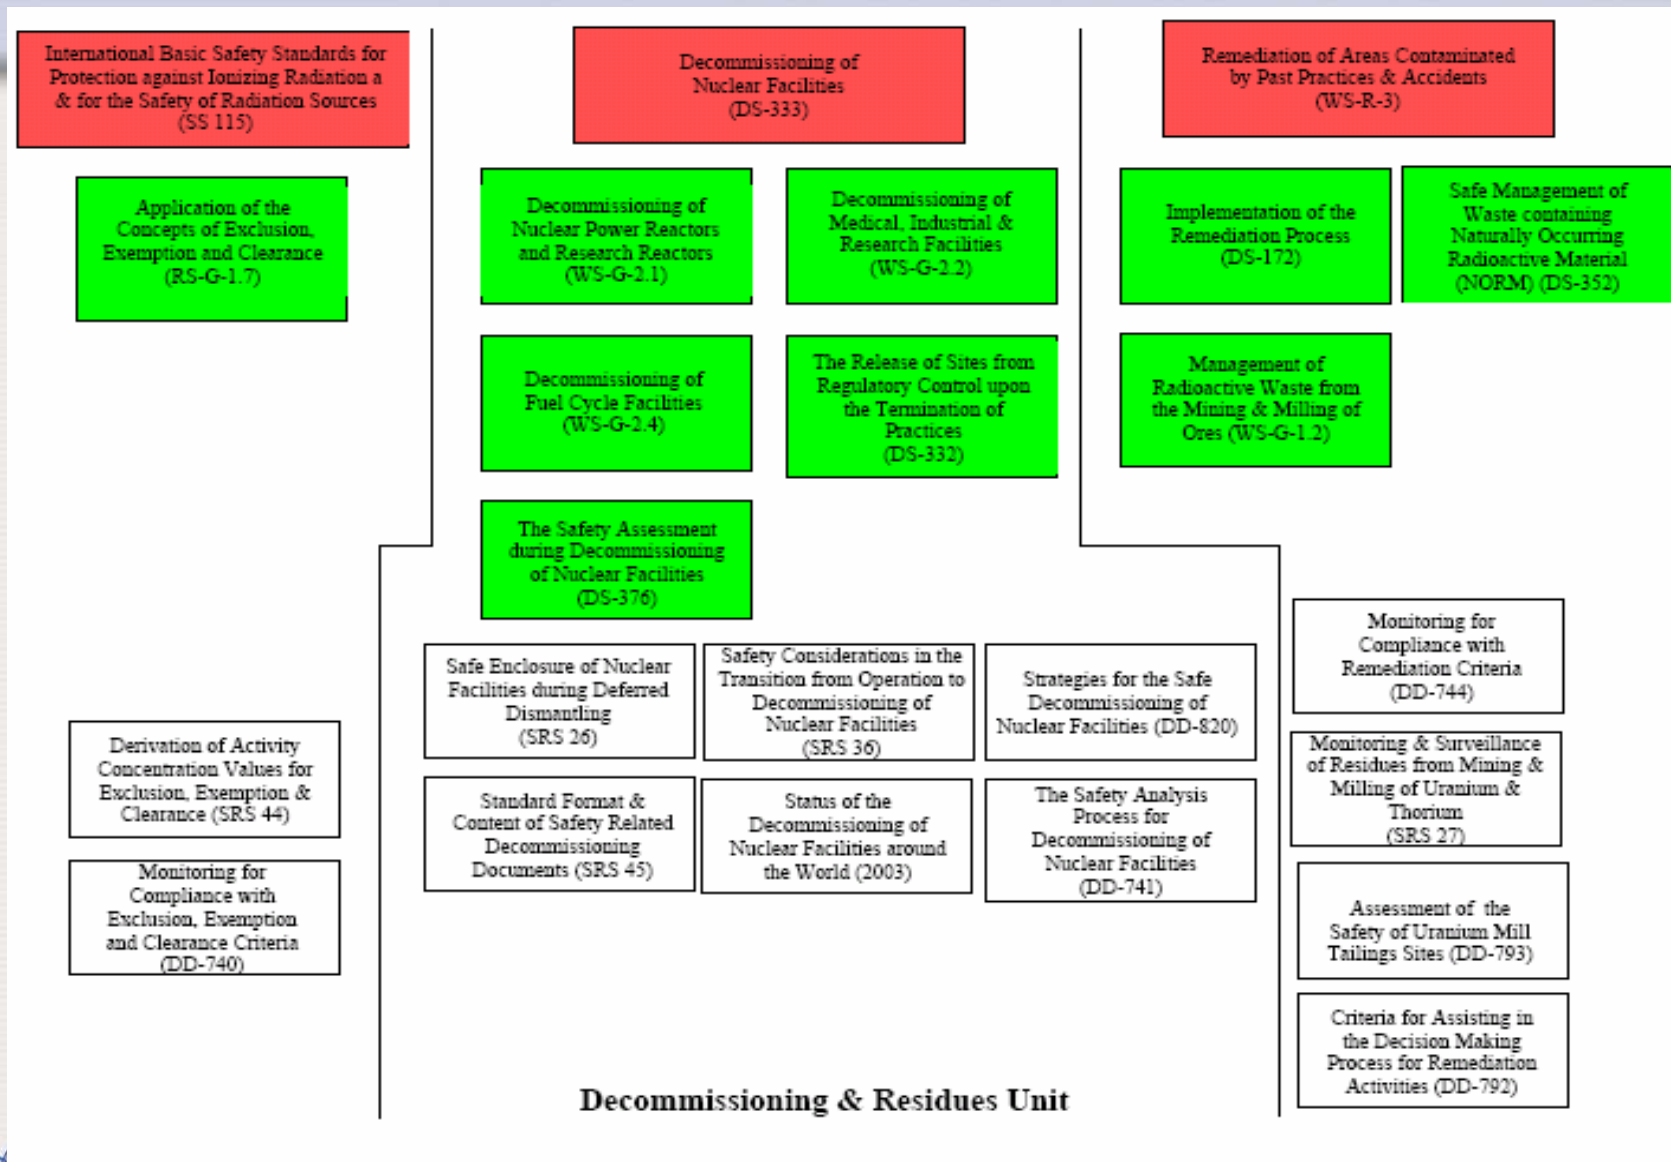 International Basic Safety Standards for
Protection against Ionizing Radiation a
& for the Safety of Radiation Sources
(SS 115)
Application of the
Concepts of Exclusion,
Exemption and Clearance
(RS-G-1.7)
Derivation of Activity
Concentration Values for
Exclusion, Exemption &
Clearance (SRS 44)
Monitoring for
Compliance with
Exclusion, Exemption
and Clearance Criteria
(DD-740)
Decommissioning of
Nuclear Facilities
(DS-333)
Decommissioning of
Nuclear Power Reactors
and Research Reactors
(WS-G-2.1)
Decommissioning of
Medical, Industrial &
Research Facilities
(WS-G-2.2)
Decommissioning of
Fuel Cycle Facilities
(WS-G-2.4)
The Release of Sites from
Regulatory Control upon
the Termination of
Practices
(DS-332)
The Safety Assessment
during Decommissioning
of Nuclear Facilities
(DS-376)
Safe Enclosure of Nuclear
Facilities during Deferred
Dismantling
(SRS 26)
Safety Considerations in the
Transition from Operation to
Decommissioning of
Nuclear Facilities
(SRS 36)
Strategies for the Safe
Decommissioning of
Nuclear Facilities (DD-820)
Standard Format &
Content of Safety Related
Decommissioning
Documents (SRS 45)
Status of the
Decommissioning of
Nuclear Facilities around
the World (2003)
The Safety Analysis
Process for
Decommissioning of
Nuclear Facilities
(DD-741)
Remediation of Areas Contaminated
by Past Practices & Accidents
(WS-R-3)
Implementation of the
Remediation Process
(DS-172)
Safe Management of
Waste containing
Naturally Occurring
Radioactive Material
(NORM) (DS-352)
Management of
Radioactive Waste from
the Mining & Milling of
Ores (WS-G-1.2)
Monitoring for
Compliance with
Remediation Criteria
(DD-744)
Monitoring & Surveillance
of Residues from Mining &
Milling of Uranium &
Thorium
(SRS 27)
Assessment of the
Safety of Uranium Mill
Tailings Sites (DD-793)
Criteria for Assisting in
the Decision Making
Process for Remediation
Activities (DD-792)
Decommissioning & Residues Unit